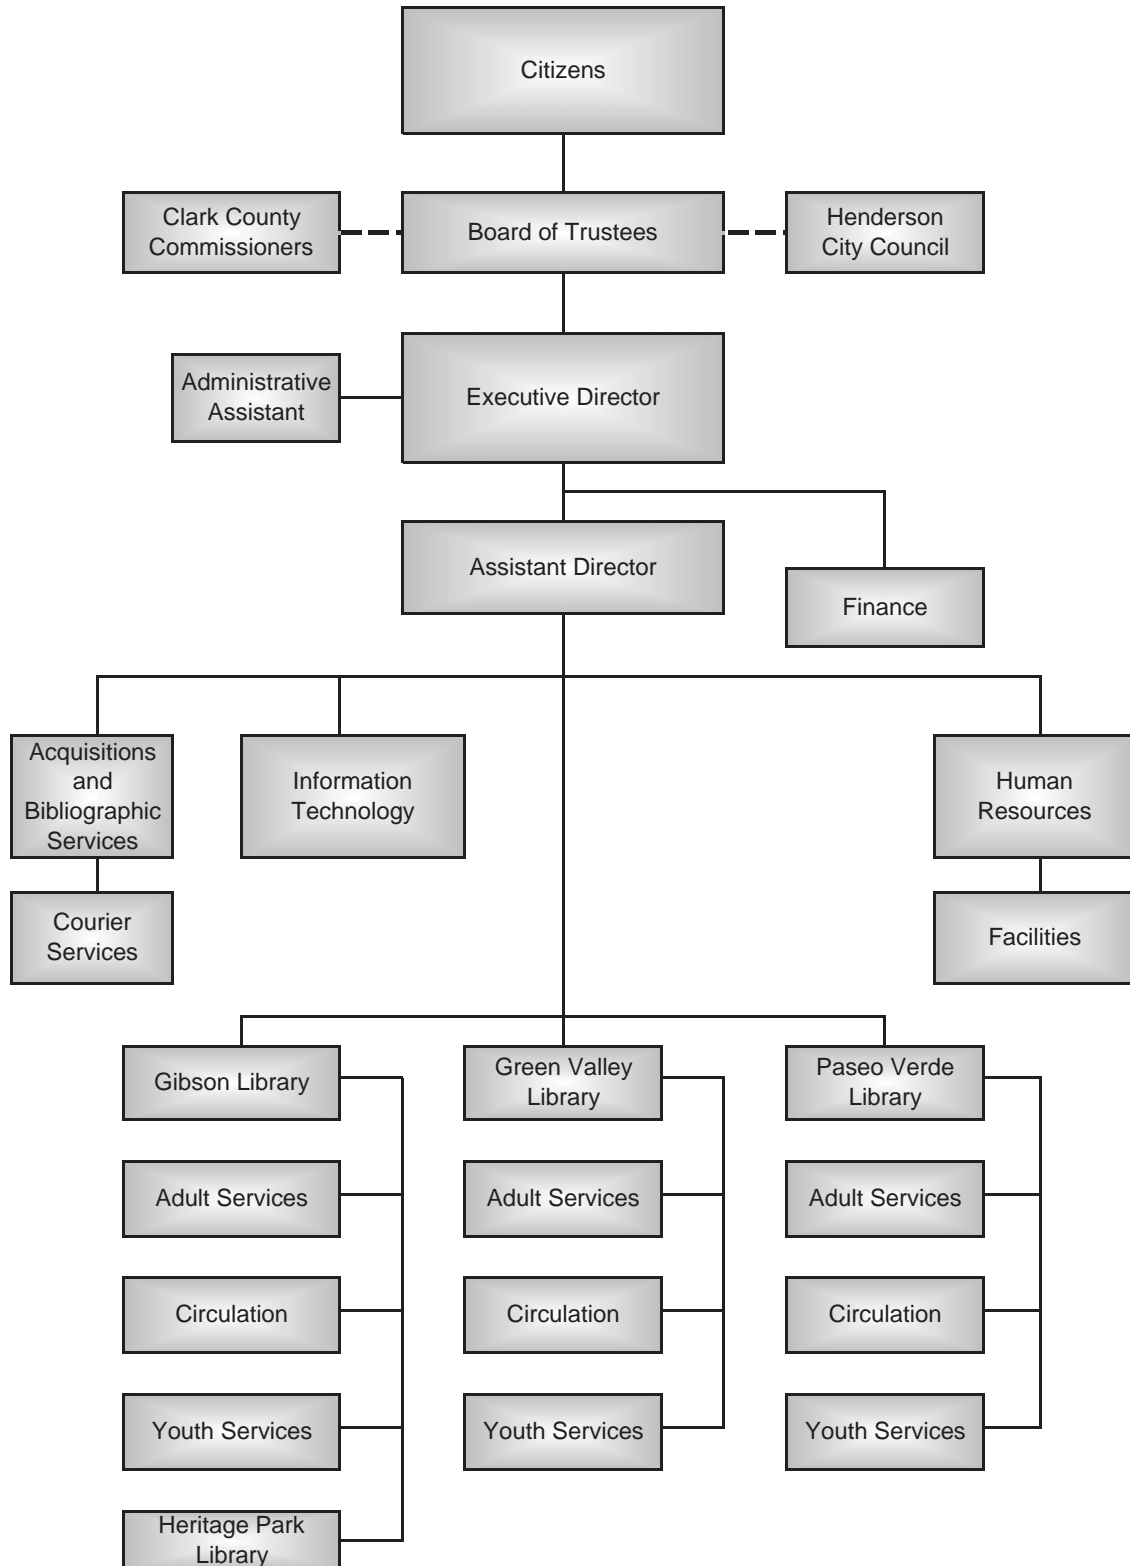 Citizens
Clark County
Commissioners
Board of Trustees
Henderson
City Council
Administrative
Assistant
Executive Director
Assistant Director
Finance
Acquisitions
and
Bibliographic
Services
Information
Technology
Human
Resources
Courier
Services
Facilities
Gibson Library
Green Valley
Library
Paseo Verde
Library
Adult Services
Adult Services
Adult Services
Circulation
Circulation
Circulation
Youth Services
Youth Services
Youth Services
Heritage Park
Library